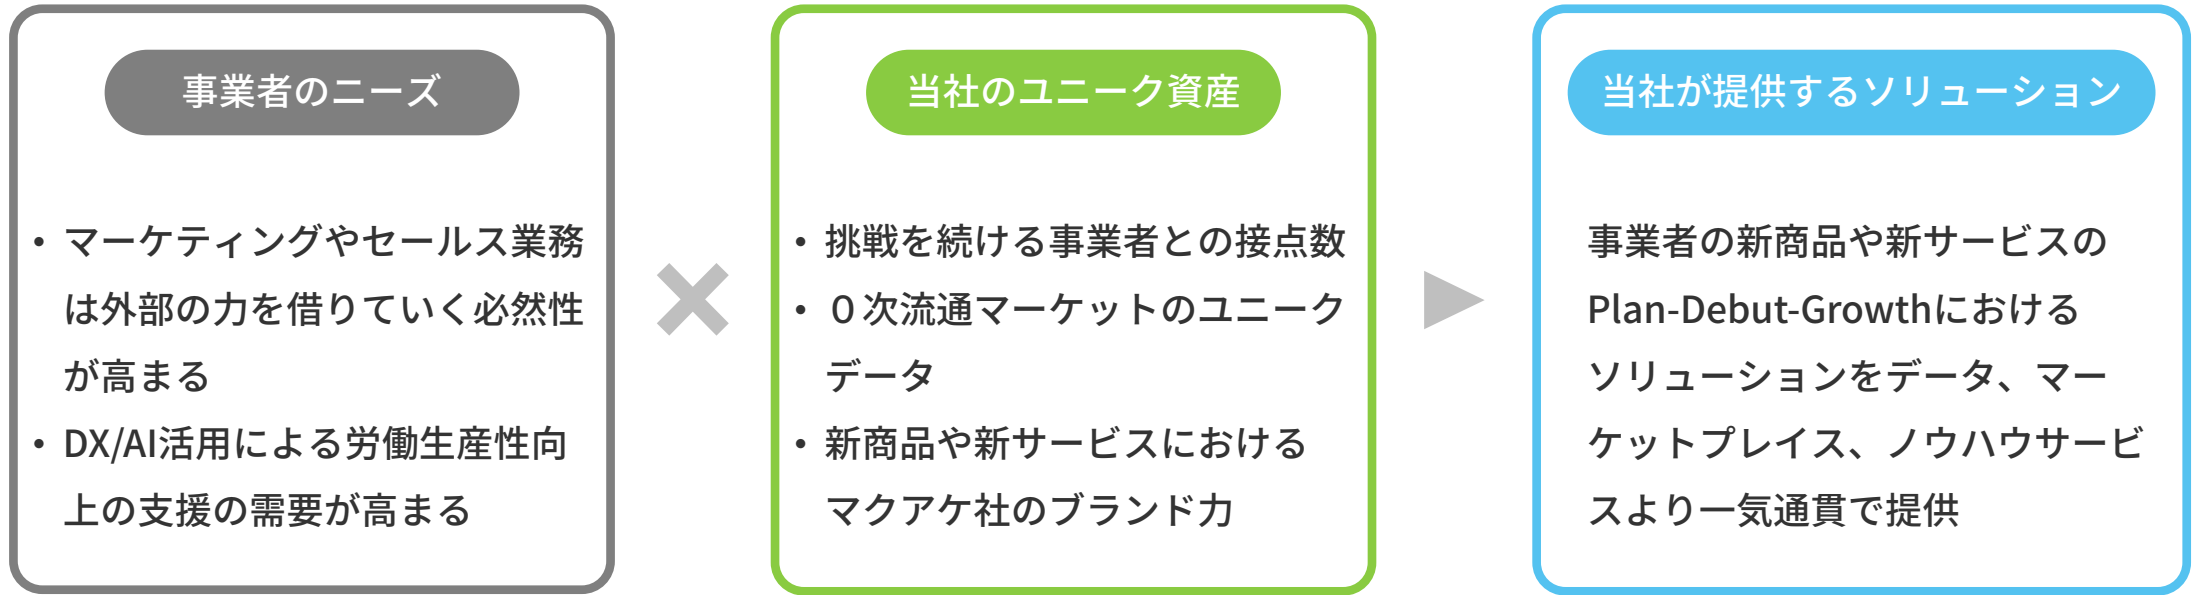 事業者のニーズ
・ マーケティングやセールス業務
は外部の力を借りていく必然性
が高まる
・ DX/AI活用による労働生産性向
上の支援の需要が高まる
当社のユニーク資産
・ 挑戦を続ける事業者との接点数
・ ０次流通マーケットのユニーク
データ
・ 新商品や新サービスにおける
マクアケ社のブランド力
当社が提供するソリューション
事業者の新商品や新サービスの
Plan-Debut-Growthにおける
ソリューションをデータ、マー
ケットプレイス、ノウハウサービ
スより一気通貫で提供